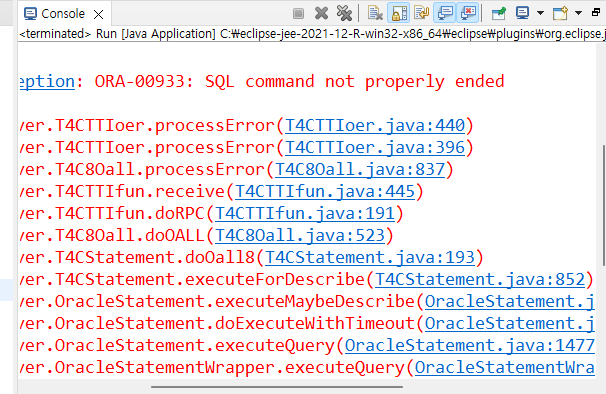 Console
<terminated> Run [Java Application] C:₩eclipse-jee-2021-12-R-win32-x86_64₩eclipse₩plugins₩org.eclipse.j
eption: ORA-00933: SQL command not properly ended
ver.T4CTTIoer.processError(T4CTTIoer.java:440)
ver.T4CTTIoer.processError(T4CTTIoer.java:396)
ver.T4C8Oall.processError(T4C8Oall.java:837)
ver.T4CTTIfun.receive(T4CTTIfun.java:445)
ver.T4CTTIfun.doRPC(T4CTTIfun.java:191)
ver.T4C8Oall.doOALL(T4C8Oall.java:523)
ver.T4CStatement.doOall8(T4CStatement.java:193)
ver.T4CStatement.executeForDescribe(T4CStatement.java:852)
ver.OracleStatement.executeMaybeDescribe(OracleStatement.j
ver.OracleStatement.doExecuteWithTimeout(OracleStatement.j
ver.OracleStatement.executeQuery(OracleStatement.java:1477
ver.OracleStatementWrapper.executeQuery(OracleStatementWra